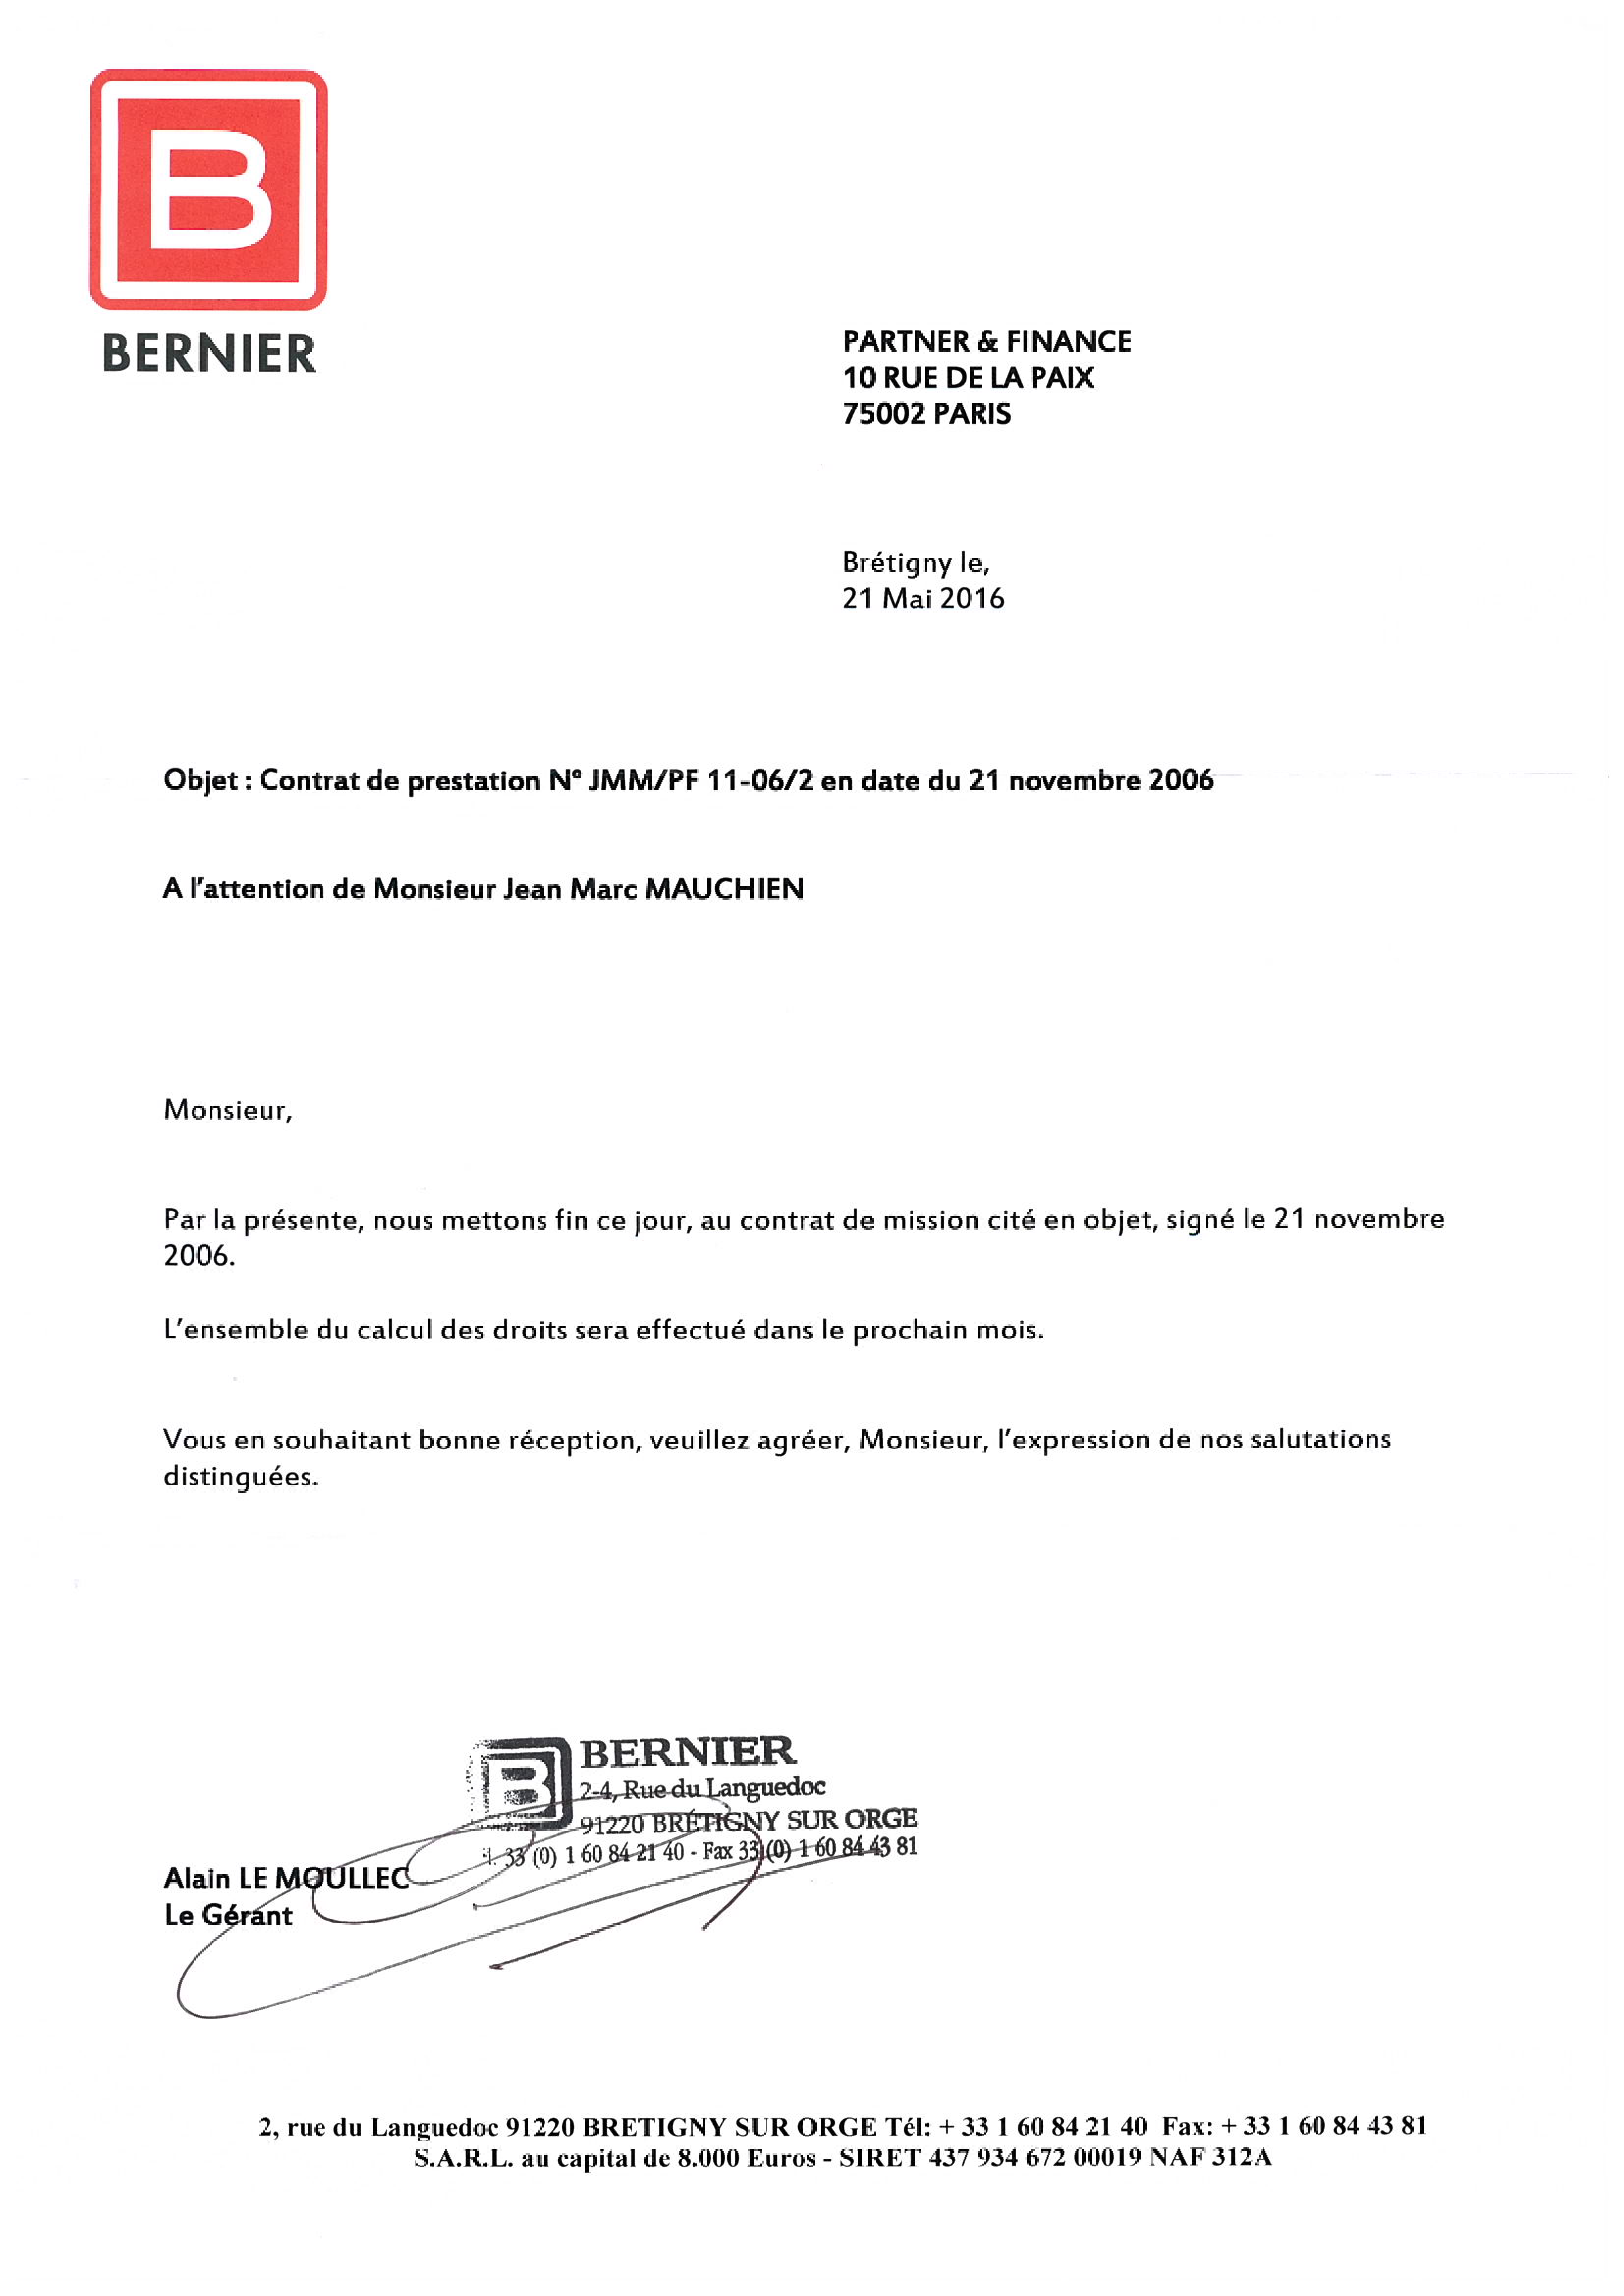 B
BERNIER
PARTNER & FINANCE
10 RUE DE LA PAIX
75002 PARIS
Brétigny le,
21 Mai 2016
Objet : Contrat de prestation N° JMM/PF 11-06/2 en date du 21 novembre 2006
A l'attention de Monsieur Jean Marc MAUCHIEN
Monsieur,
Par la présente, nous mettons fin ce jour, au contrat de mission cité en objet, signé le 21 novembre
2006.
L'ensemble du calcul des droits sera effectué dans le prochain mois.
Vous en souhaitant bonne réception, veuillez agréer, Monsieur, l'expression de nos salutations
distinguées.
B
BERNIER
2-4, Rue du Languedoc
91220 BRÉTIGNY SUR ORGE
33 (0) 1 60 84 21 40 - Fax 33 (0) 1 60 84 43 81
Alain LE MOULLEC
Le Gérant
2, rue du Languedoc 91220 BRETIGNY SUR ORGE Tél: + 33 1 60 84 21 40 Fax: + 33 1 60 84 43 81
S.A.R.L. au capital de 8.000 Euros - SIRET 437 934 672 00019 NAF 312A